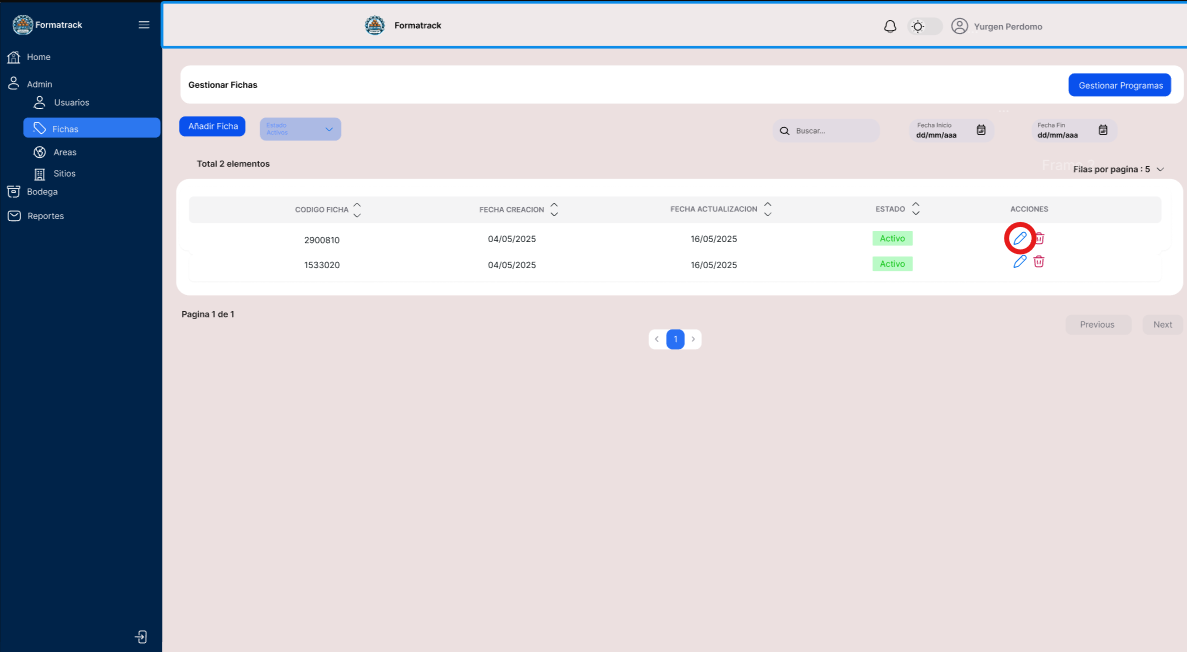 Formatrack
Formatrack
Yurgen Perdomo
Home
Admin
Usuarios
Fichas
Areas
Sitios
Bodega
Reportes
Gestionar Fichas
Gestionar Programas
Añadir Ficha
Estado
Activos
Buscar...
Fecha Inicio
dd/mm/aaa
Fecha Fin
dd/mm/aaa
Total 2 elementos
Filas por pagina : 5
CODIGO FICHA FECHA CREACION FECHA ACTUALIZACION ESTADO ACCIONES
2900810 04/05/2025 16/05/2025 Activo
1533020 04/05/2025 16/05/2025 Activo
Pagina 1 de 1
Previous Next
< 1 >